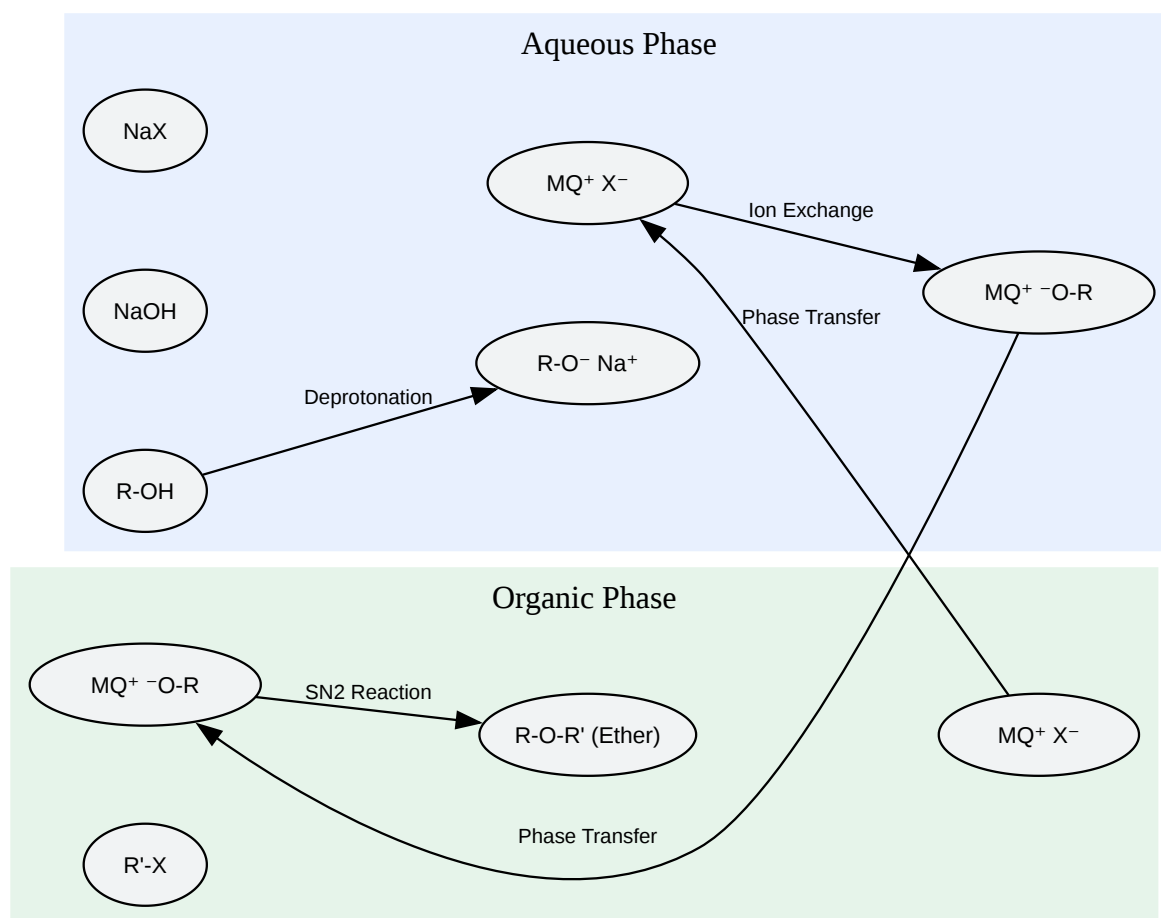 Aqueous Phase
NaX
MQ⁺ X⁻
Ion Exchange
MQ⁺ ⁻O-R
NaOH
Phase Transfer
R-O⁻ Na⁺
Deprotonation
R-OH
Organic Phase
MQ⁺ ⁻O-R
SN2 Reaction
R-O-R' (Ether)
MQ⁺ X⁻
Phase Transfer
R'-X